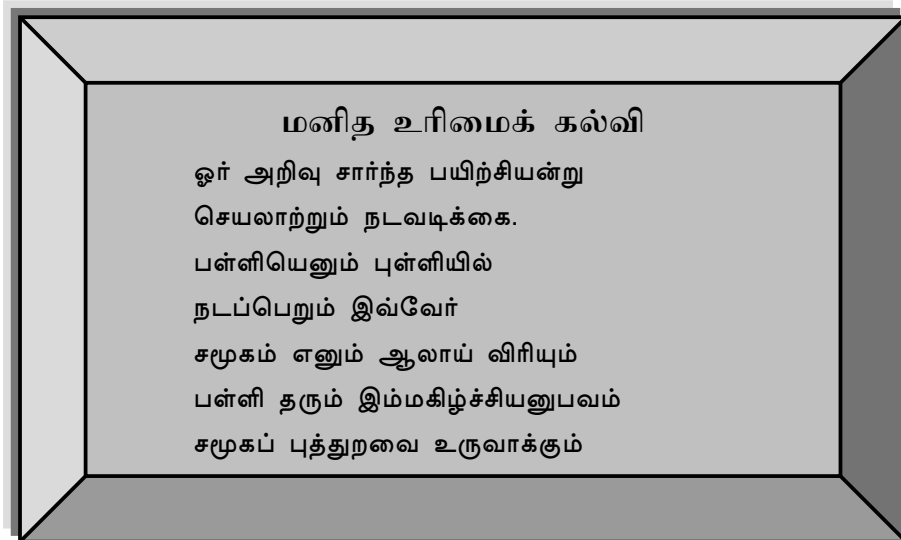 மனித உரிமைக் கல்வி
ஓர் அறிவு சார்ந்த பயிற்சியன்று
செயலாற்றும் நடவடிக்கை.
பள்ளியெனும் புள்ளியில்
நடப்பெறும் இவ்வேர்
சமூகம் எனும் ஆலாய் விரியும்
பள்ளி தரும் இம்மகிழ்ச்சியனுபவம்
சமூகப் புத்துறவை உருவாக்கும்